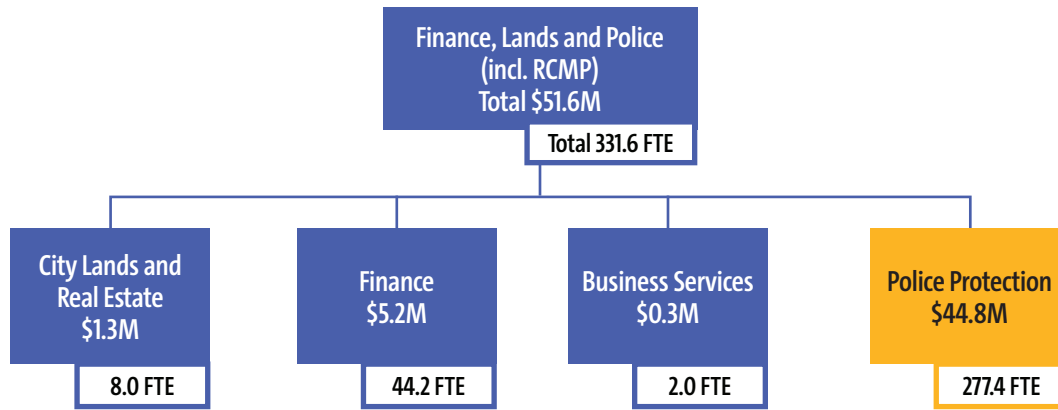 Finance, Lands and Police
(incl. RCMP)
Total $51.6M
Total 331.6 FTE
City Lands and
Real Estate
$1.3M
8.0 FTE
Finance
$5.2M
44.2 FTE
Business Services
$0.3M
2.0 FTE
Police Protection
$44.8M
277.4 FTE